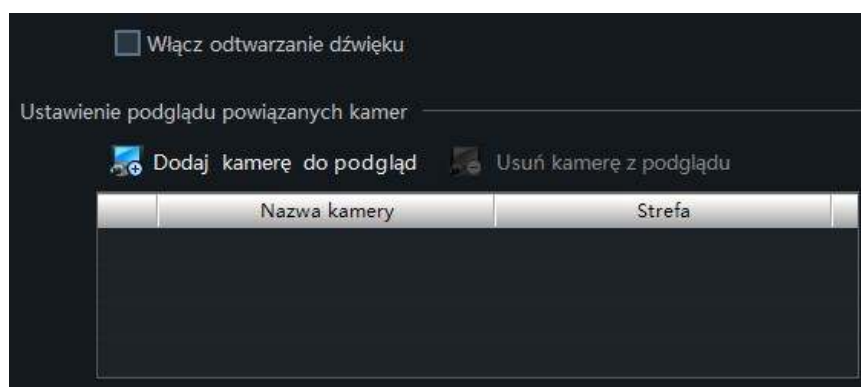 Włącz odtwarzanie dźwięku
Ustawienie podglądu powiązanych kamer
Dodaj kamerę do podgląd Usuń kamerę z podglądu
Nazwa kamery Strefa